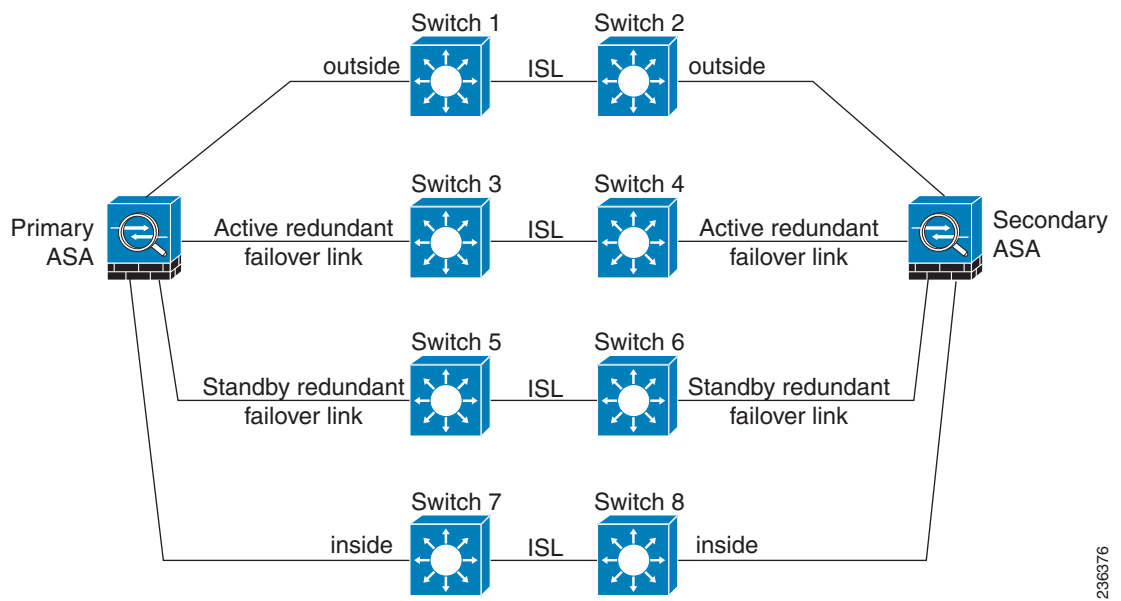 Switch 1
Switch 2
outside
ISL
outside
Switch 3
Switch 4
Primary
ASA
Active redundant
failover link
ISL
Active redundant
failover link
Secondary
ASA
Switch 5
Switch 6
Standby redundant
failover link
ISL
Standby redundant
failover link
Switch 7
Switch 8
inside
ISL
inside
236376